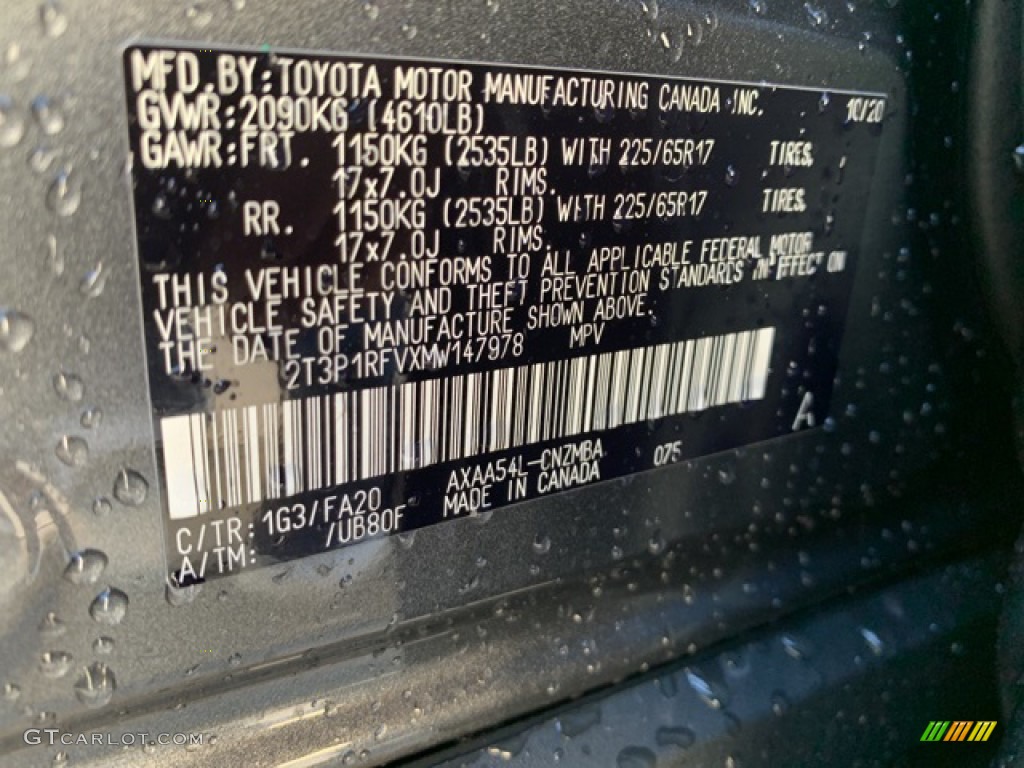 MFD.BY:TOYOTA MOTOR MANUFACTURING CANADA INC. 10/20
GVWR:2090KG (4610LB)
GAWR:FRT. 1150KG (2535LB) WITH 225/65R17 TIRES,
17x7.0J RIMS.
RR. 1150KG (2535LB) WITH 225/65R17 TIRES,
17x7.0J RIMS.
THIS VEHICLE CONFORMS TO ALL APPLICABLE FEDERAL MOTOR
VEHICLE SAFETY AND THEFT PREVENTION STANDARDS IN EFFECT ON
THE DATE OF MANUFACTURE SHOWN ABOVE.
2T3P1RFVXMW147978 MPV
A
C/TR: 1G3/FA20 AXAA54L-CNZMBA 075
A/TM: /UB80F MADE IN CANADA
GTCARLOT.COM